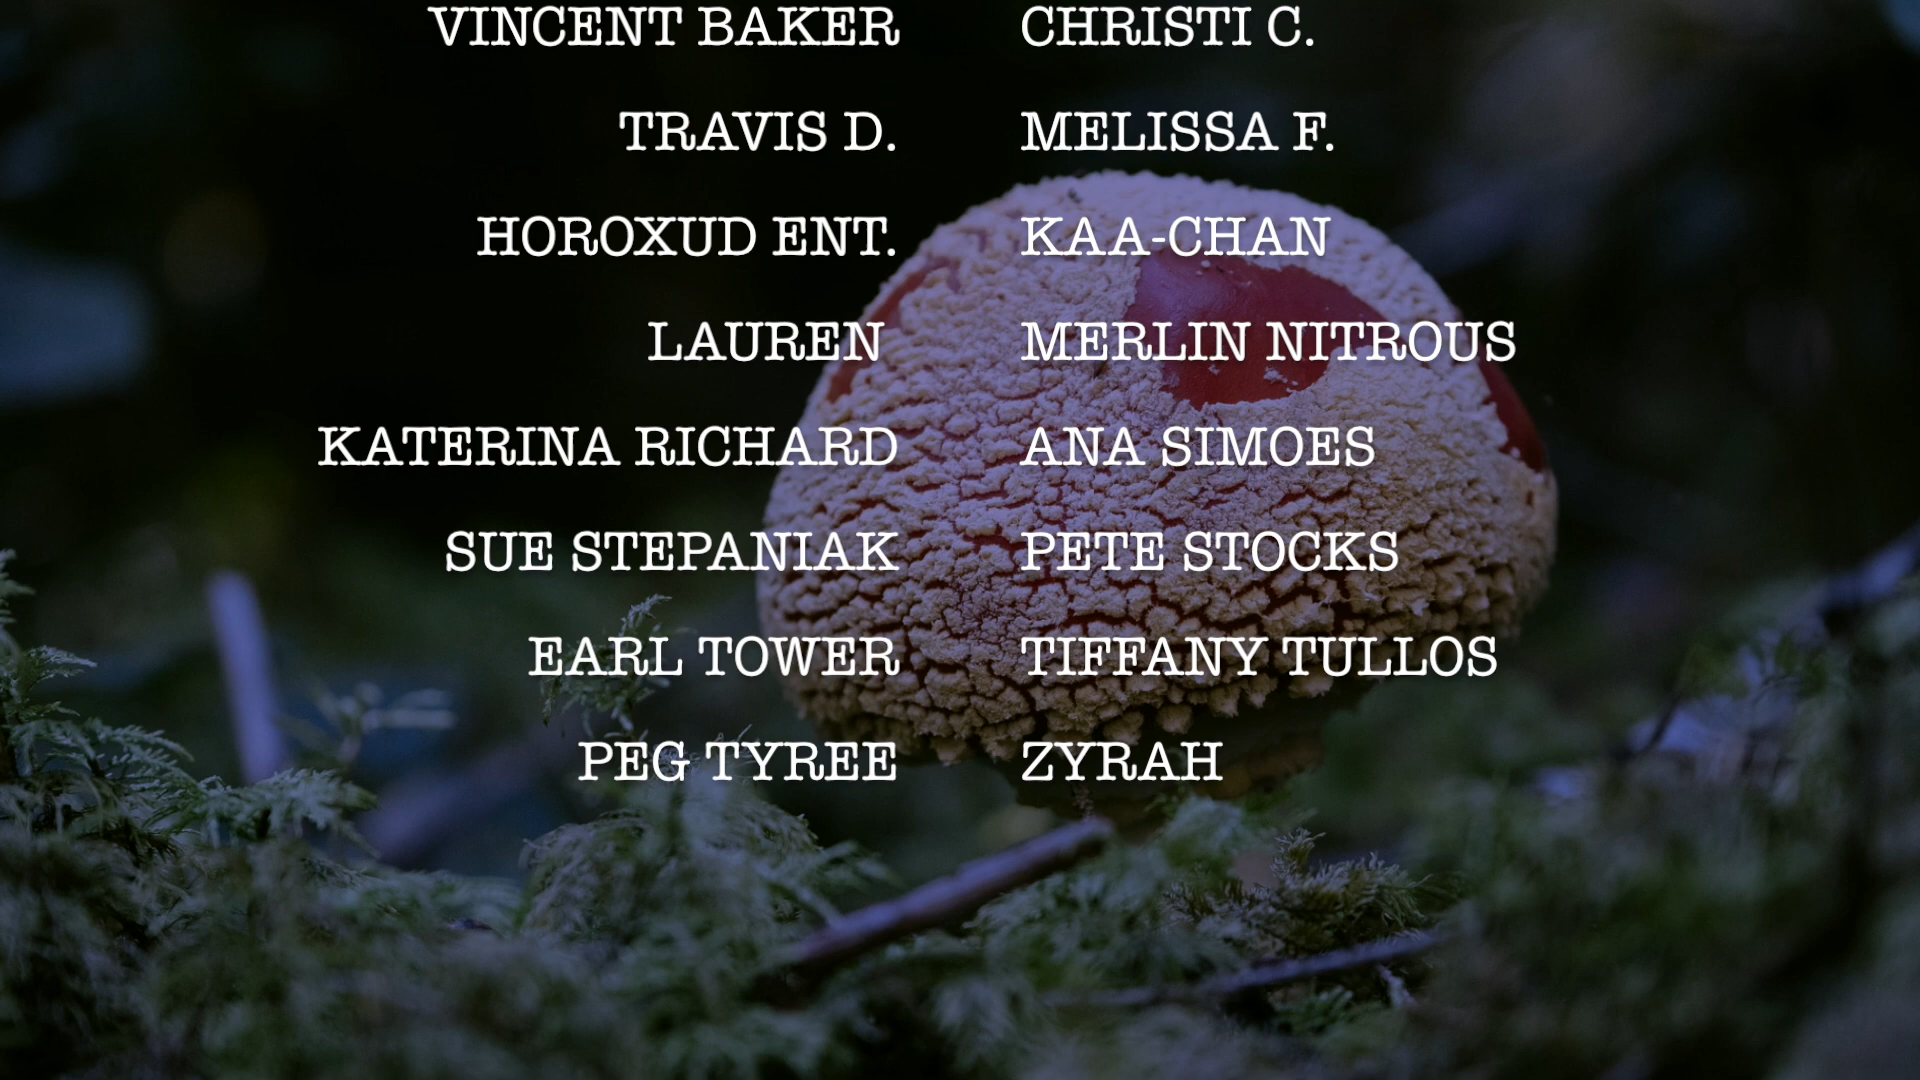 VINCENT BAKER CHRISTI C.
TRAVIS D. MELISSA F.
HOROXUD ENT. KAA-CHAN
LAUREN MERLIN NITROUS
KATERINA RICHARD ANA SIMOES
SUE STEPANIAK PETE STOCKS
EARL TOWER TIFFANY TULLOS
PEG TYREE ZYRAH